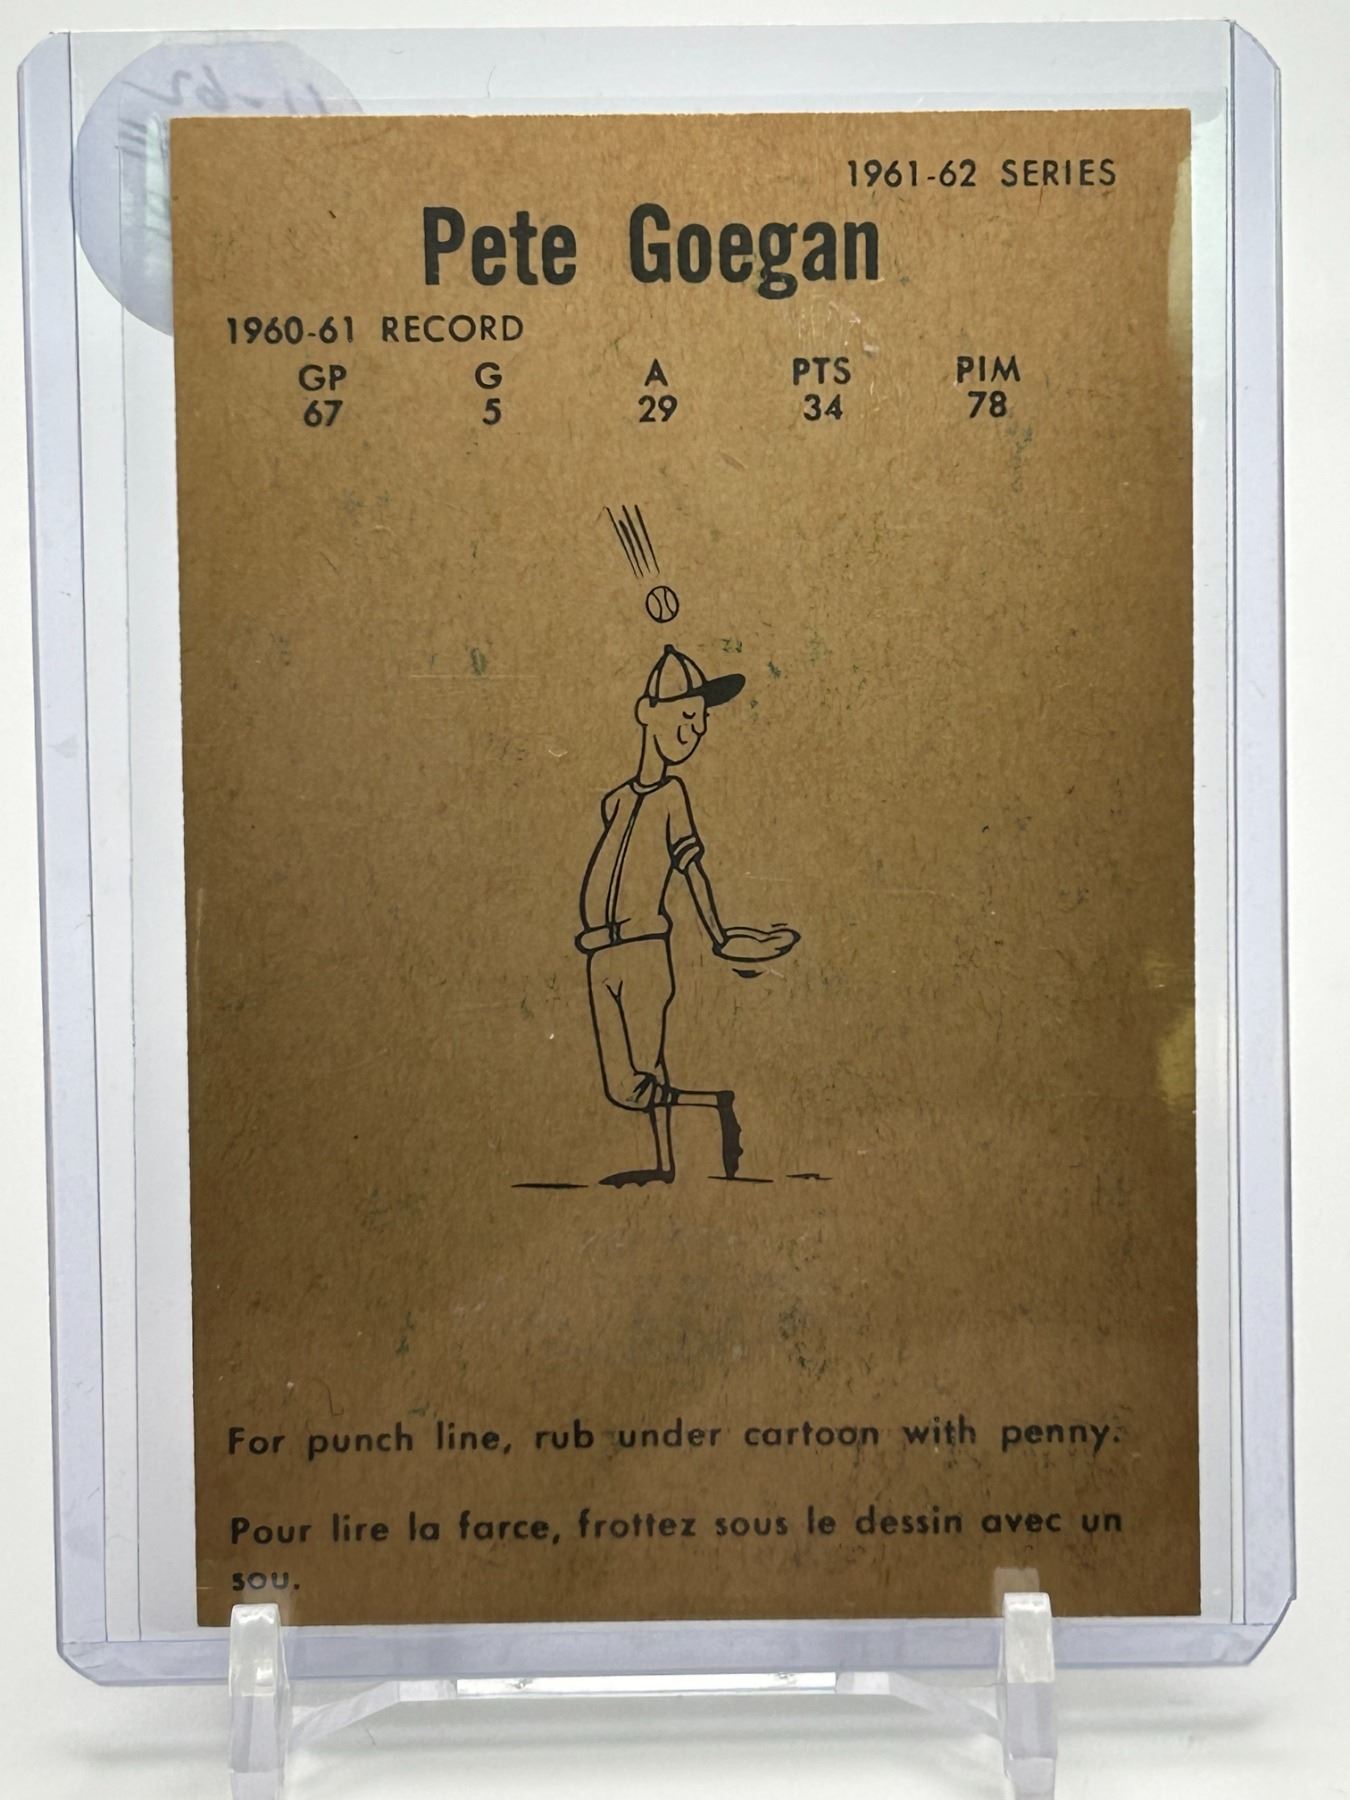 1961-62 SERIES
Pete Goegan
1960-61 RECORD
GP G A PTS PIM
67 5 29 34 78
For punch line, rub under cartoon with penny.
Pour lire la farce, frottez sous le dessin avec un
sou.